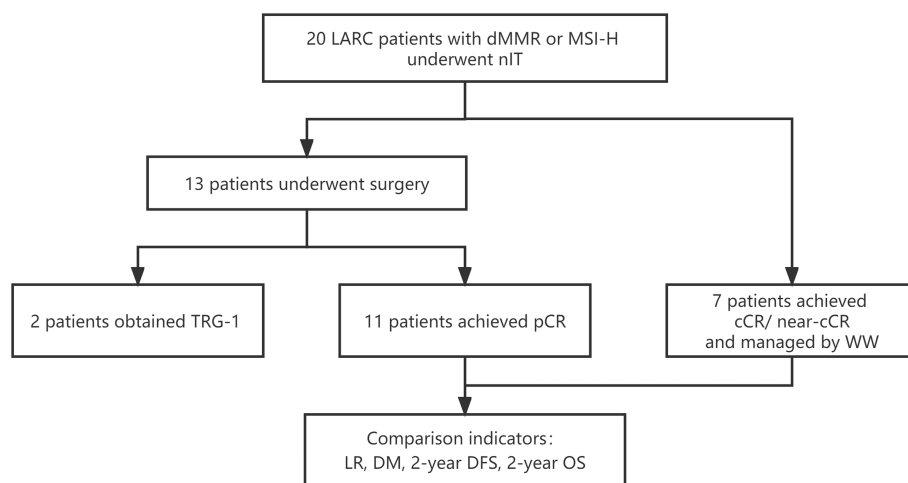 20 LARC patients with dMMR or MSI-H
underwent nIT
13 patients underwent surgery
2 patients obtained TRG-1
11 patients achieved pCR
7 patients achieved
cCR/ near-cCR
and managed by WW
Comparison indicators：
LR, DM, 2-year DFS, 2-year OS